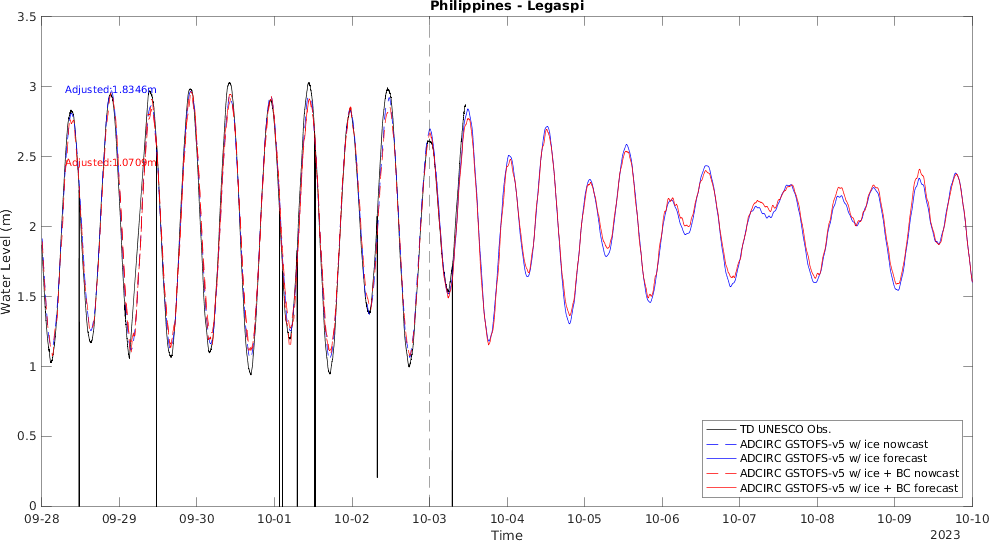 Philippines - Legaspi
3.5
3
2.5
2
1.5
1
0.5
0
Water Level (m)
Adjusted:1.8346m
Adjusted:1.0709m
TD UNESCO Obs.
ADCIRC GSTOFS-v5 w/ ice nowcast
ADCIRC GSTOFS-v5 w/ ice forecast
ADCIRC GSTOFS-v5 w/ ice + BC nowcast
ADCIRC GSTOFS-v5 w/ ice + BC forecast
09-28 09-29 09-30 10-01 10-02 10-03 10-04 10-05 10-06 10-07 10-08 10-09 10-10
Time
2023